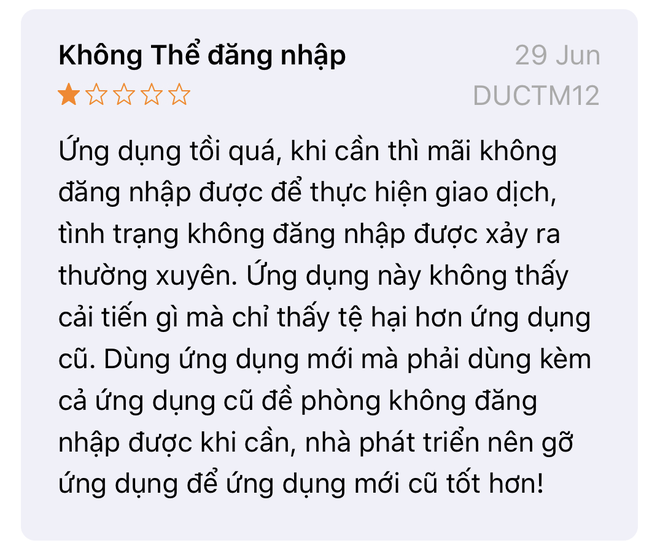 Không Thể đăng nhập
29 Jun
DUCTM12
Ứng dụng tồi quá, khi cần thì mãi không
đăng nhập được để thực hiện giao dịch,
tình trạng không đăng nhập được xảy ra
thường xuyên. Ứng dụng này không thấy
cải tiến gì mà chỉ thấy tệ hại hơn ứng dụng
cũ. Dùng ứng dụng mới mà phải dùng kèm
cả ứng dụng cũ đề phòng không đăng
nhập được khi cần, nhà phát triển nên gỡ
ứng dụng để ứng dụng mới cũ tốt hơn!